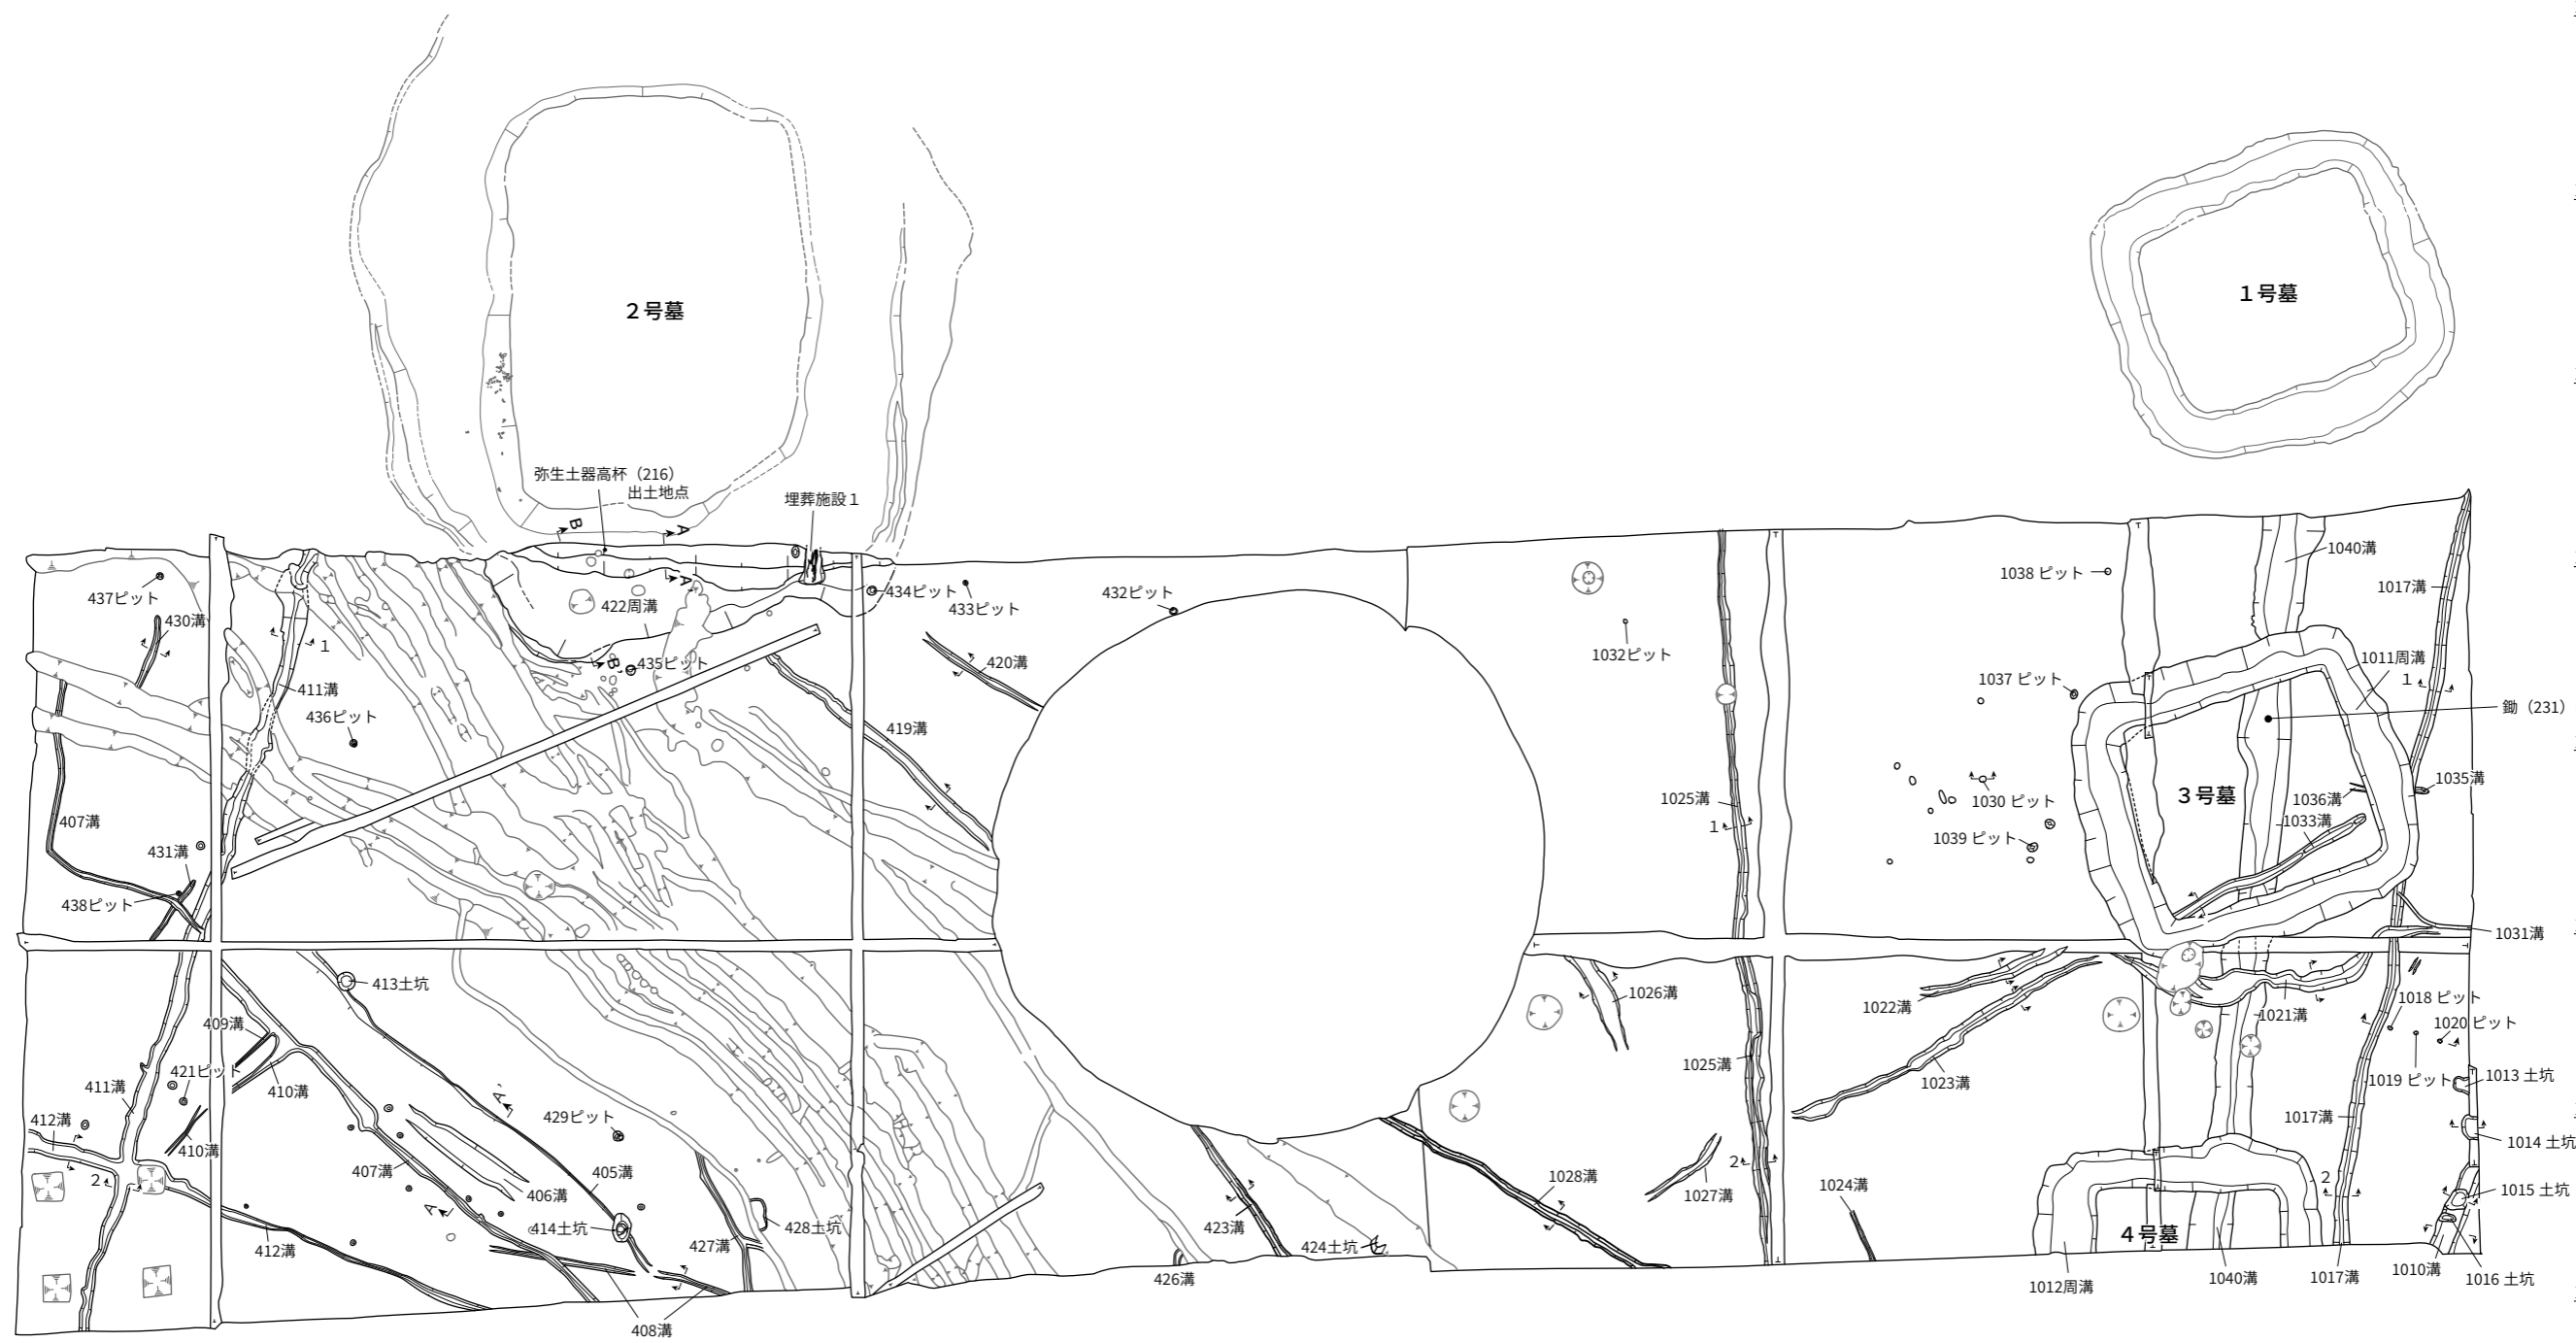 ２号墓
１号墓
弥生土器高杯（216）
出土地点
埋葬施設１
B
A
A
1040溝
1038 ピット
1017溝
437ピット
430溝
422周溝
434ピット
433ピット
432ピット
1032ピット
1
B'
435ピット
420溝
1011周溝
1
1037 ピット
411溝
436ピット
419溝
鋤（231）
407溝
1025溝
1
1030 ピット
３号墓
1036溝
1035溝
1033溝
1039 ピット
431溝
438ピット
1031溝
413土坑
409溝
1026溝
1022溝
1021溝
1018 ピット
1020 ピット
411溝
421ピット
410溝
A'
429ピット
1025溝
1023溝
1019 ピット
1013 土坑
412溝
410溝
1017溝
1014 土坑
407溝
405溝
406溝
2
A
414土坑
428土坑
427溝
423溝
1028溝
1027溝
2
1024溝
2
1015 土坑
412溝
424土坑
４号墓
426溝
1012周溝
1040溝
1017溝
1010溝
1016 土坑
408溝